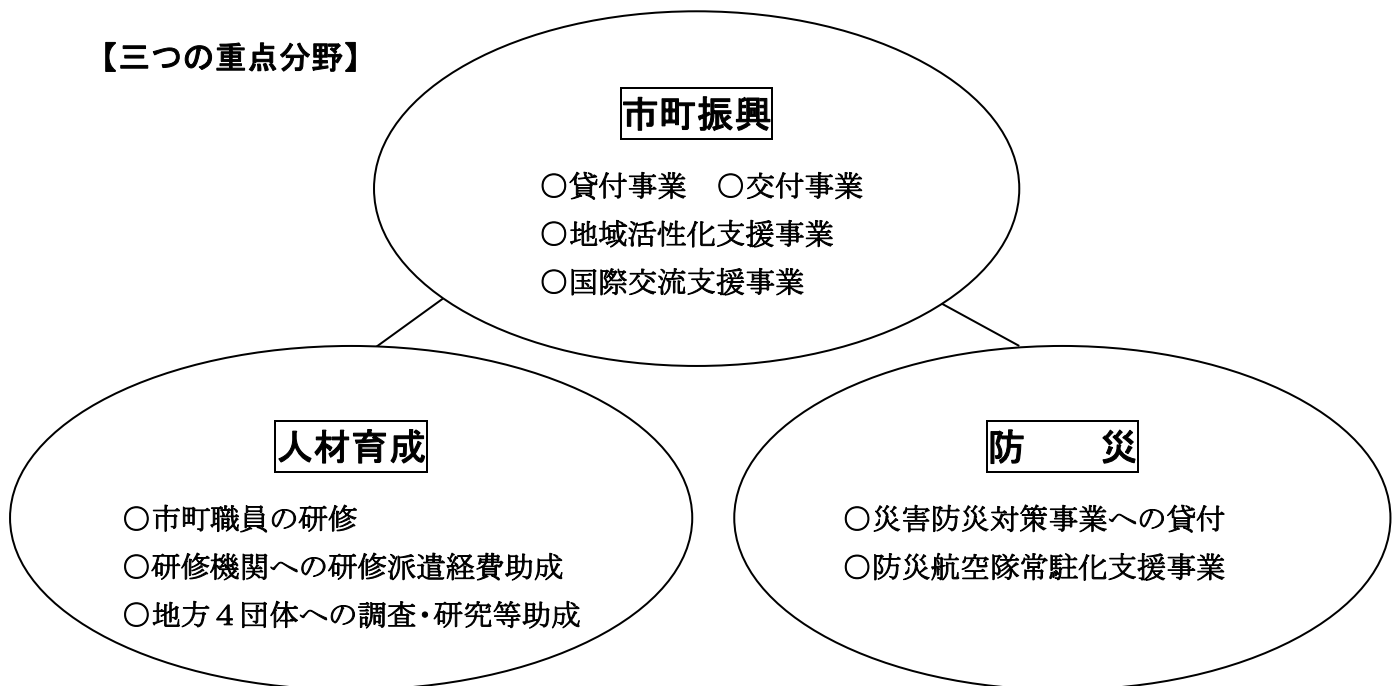 【三つの重点分野】
市町振興
○貸付事業　○交付事業
○地域活性化支援事業
○国際交流支援事業
人材育成
○市町職員の研修
○研修機関への研修派遣経費助成
○地方４団体への調査・研究等助成
防　　災
○災害防災対策事業への貸付
○防災航空隊常駐化支援事業